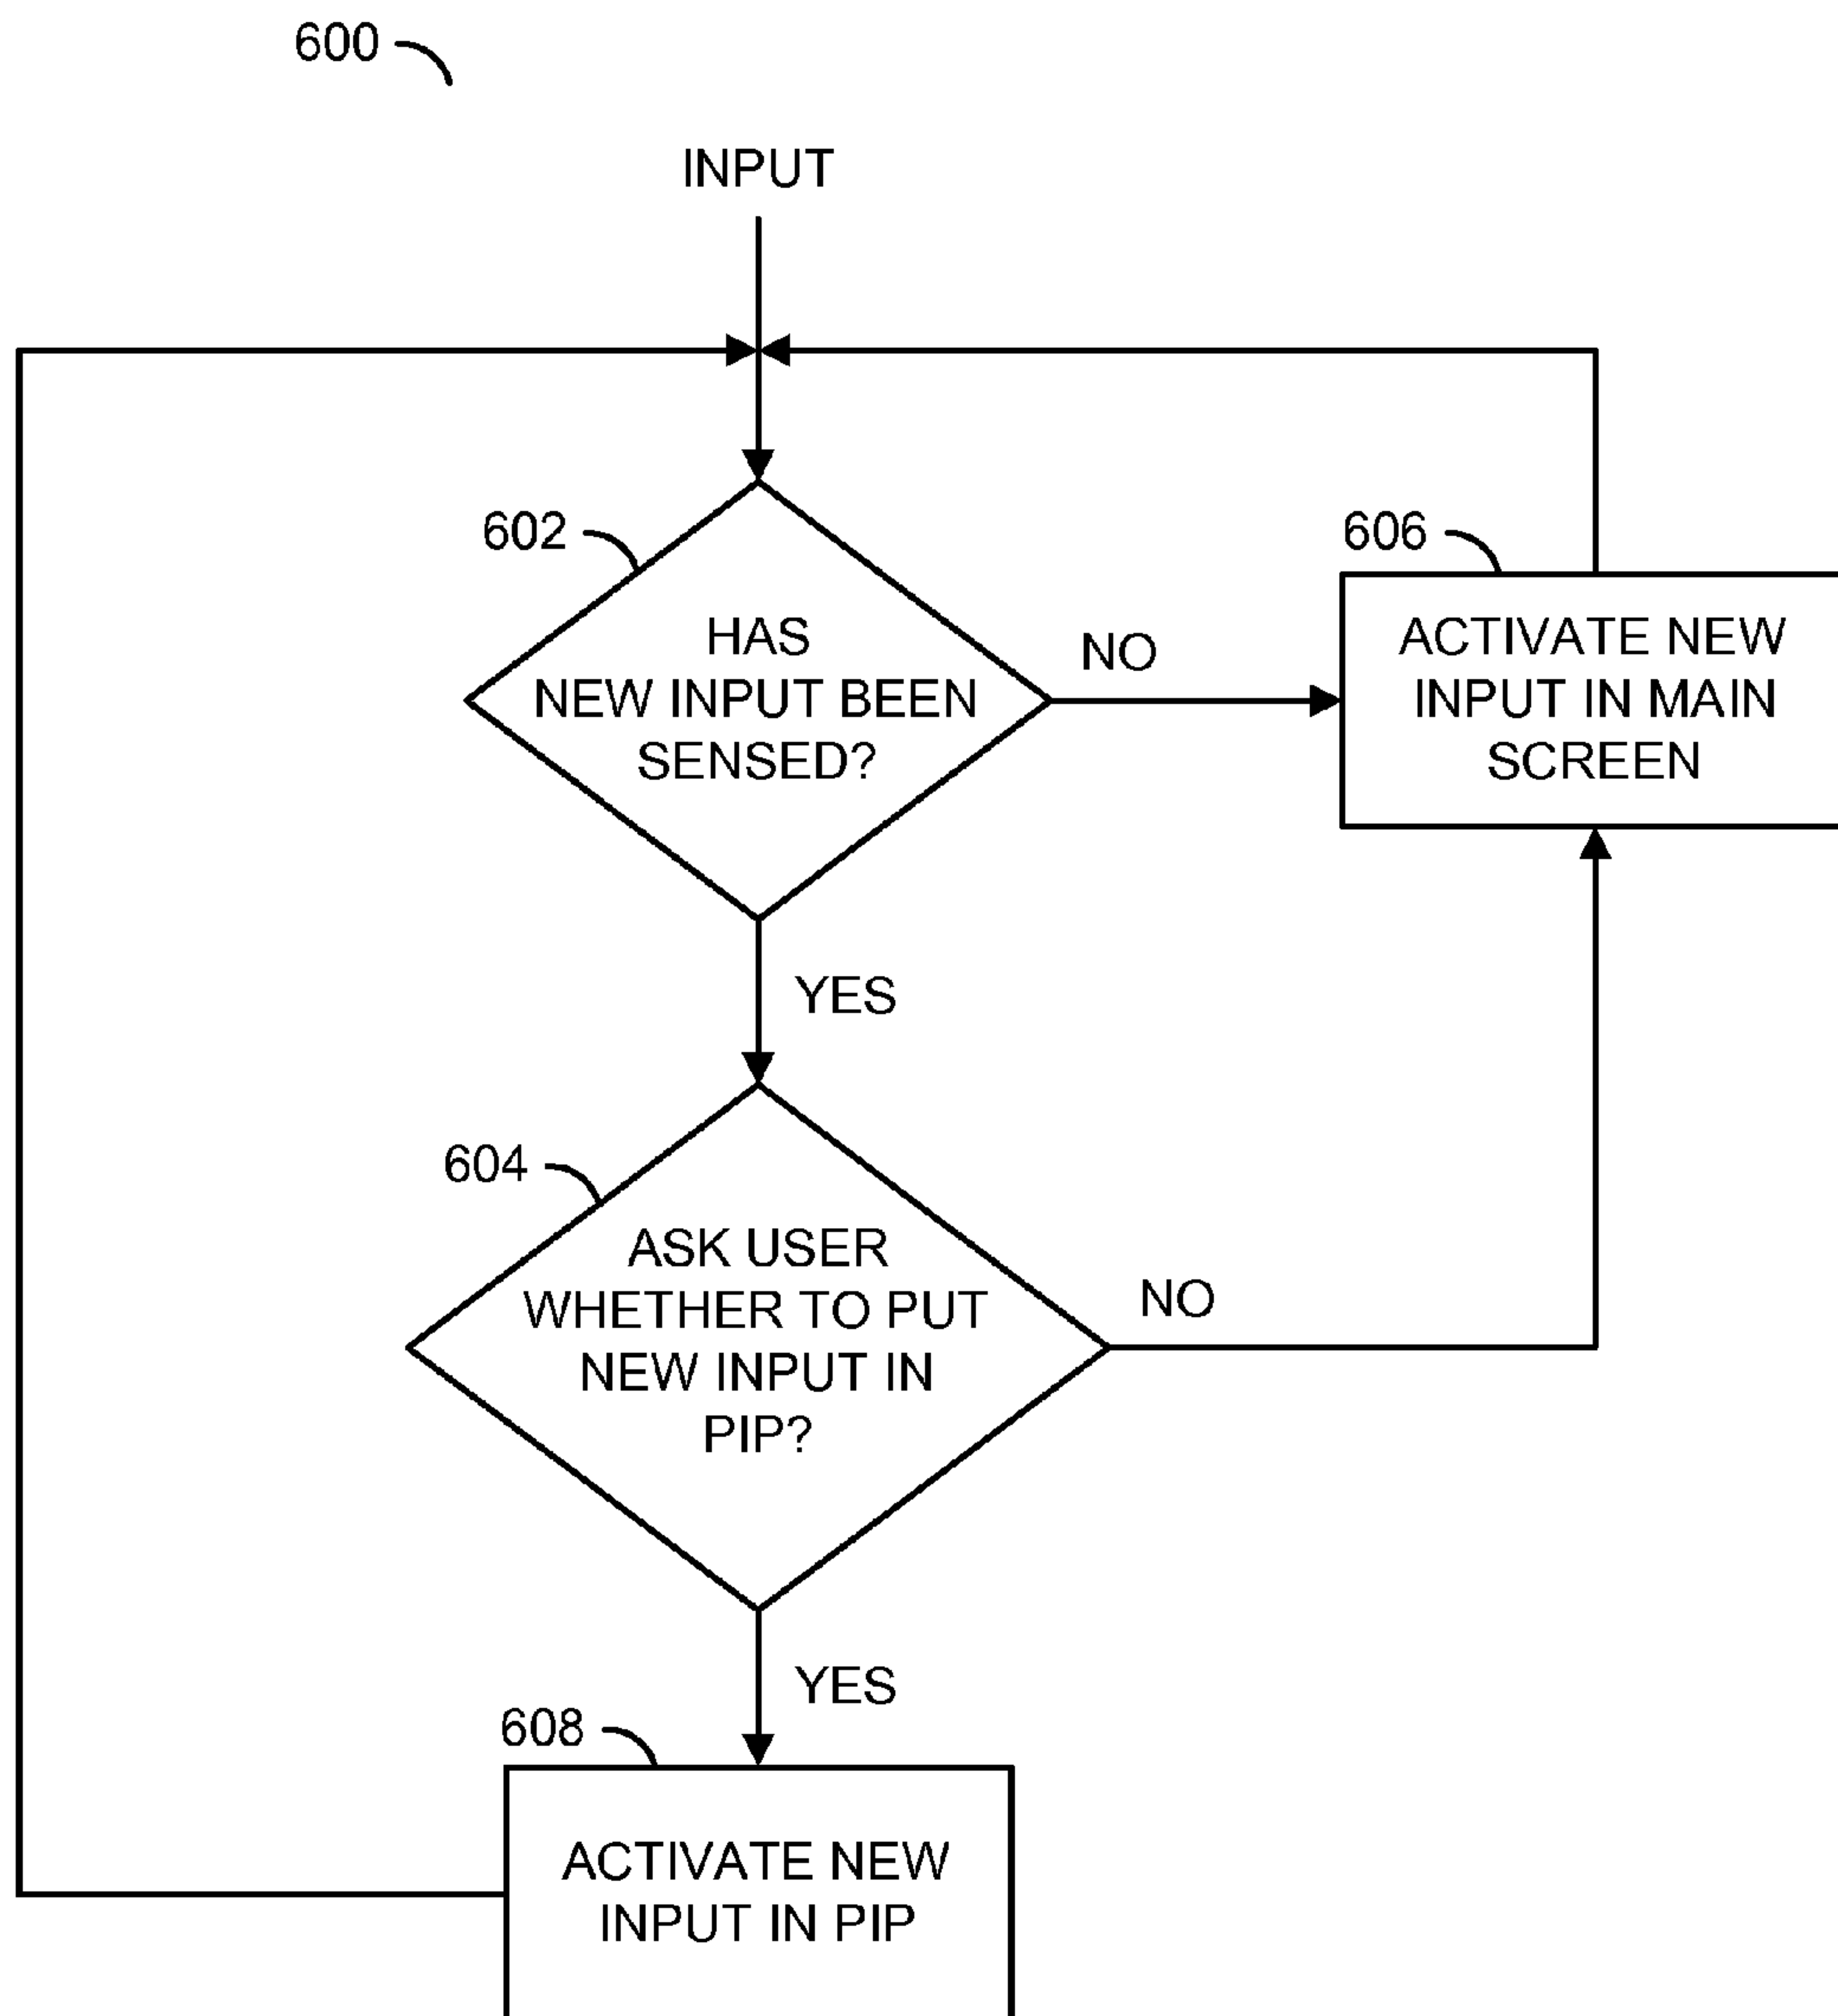 600
INPUT
602
HAS
NEW INPUT BEEN
SENSED?
NO
606
ACTIVATE NEW
INPUT IN MAIN
SCREEN
YES
604
ASK USER
WHETHER TO PUT
NEW INPUT IN
PIP?
NO
YES
608
ACTIVATE NEW
INPUT IN PIP